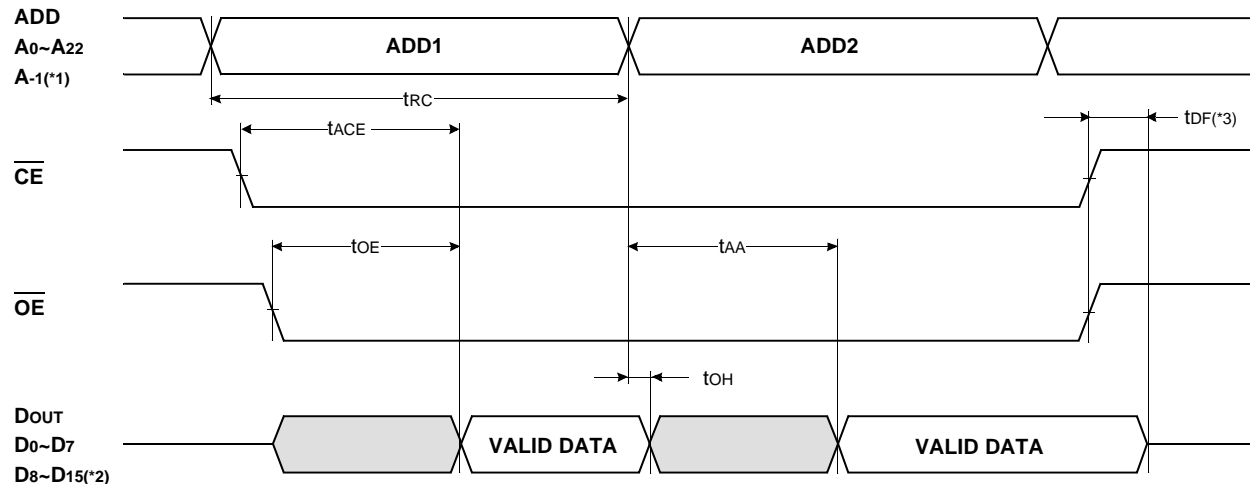 ADD
A0~A22
A-1(*1)
ADD1
ADD2
tRC
tACE
tDF(*3)
CE
tOE
tAA
OE
tOH
DOUT
D0~D7
D8~D15(*2)
VALID DATA
VALID DATA